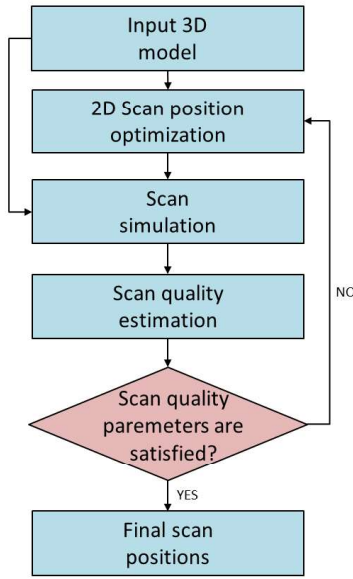 Input 3D
model
2D Scan position
optimization
Scan
simulation
Scan quality
estimation
NO
Scan quality
paremeters are
satisfied?
YES
Final scan
positions